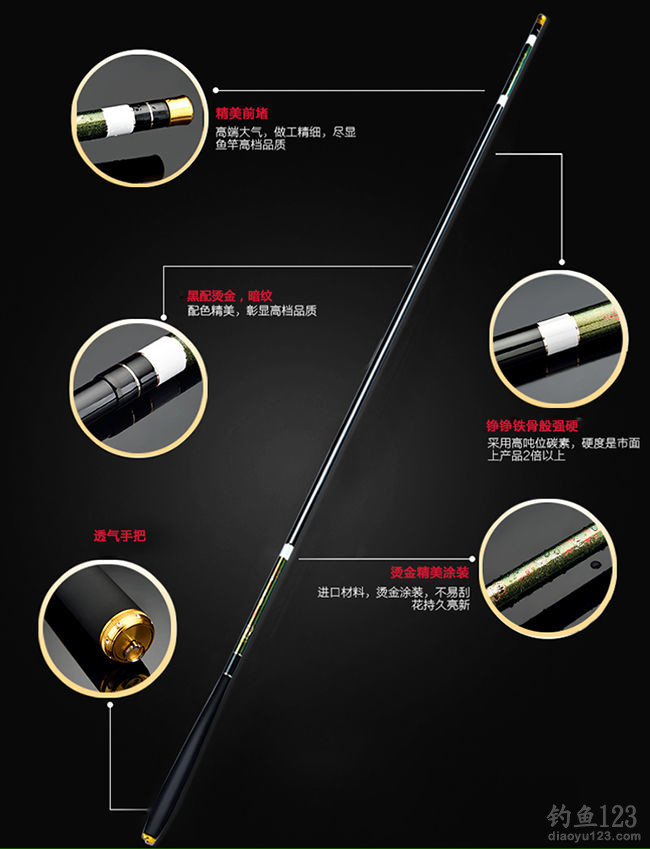 精美前堵
高端大气，做工精细，尽显
鱼竿高档品质
黑配烫金，暗纹
配色精美，彰显高档品质
铮铮铁骨般强硬
采用高吨位碳素，硬度是市面
上产品2倍以上
透气手把
烫金精美涂装
进口材料，烫金涂装，不易刮
花持久亮新
钓鱼123
diaoyu123.com